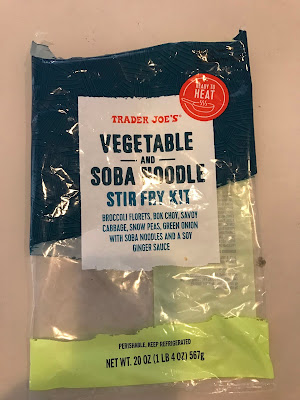 READY TO
HEAT
TRADER JOE'S®
VEGETABLE
AND
SOBA NOODLE
STIR FRY KIT
BROCCOLI FLORETS, BOK CHOY, SAVOY
CABBAGE, SNOW PEAS, GREEN ONION
WITH SOBA NOODLES AND A SOY
GINGER SAUCE
PERISHABLE, KEEP REFRIGERATED
NET WT. 20 OZ (1 LB 4 OZ) 567g